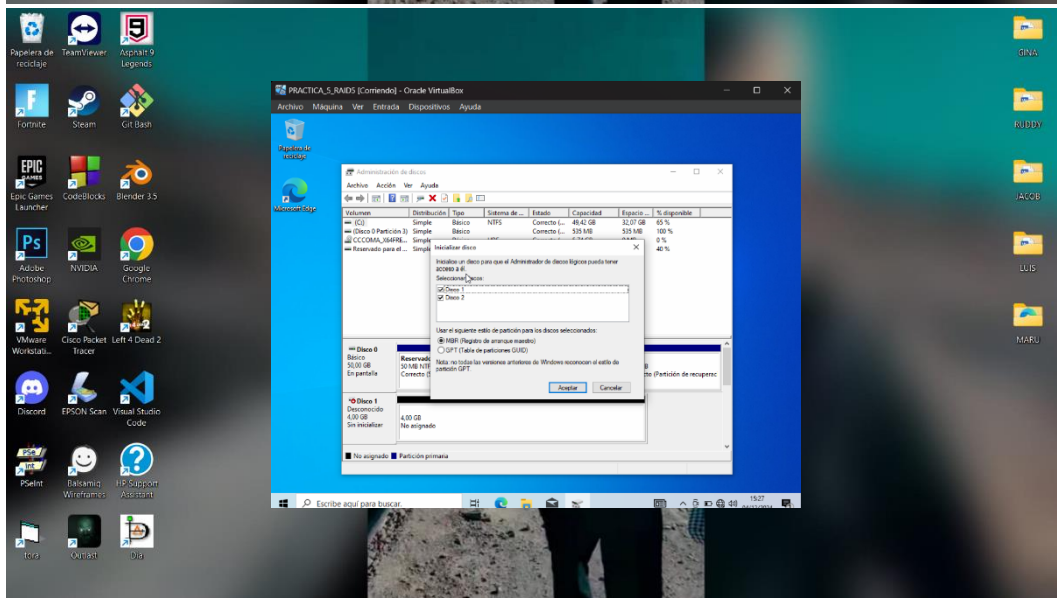 Papelera de reciclaje
TeamViewer
Asphalt 9 Legends
Fortnite
Steam
Git Bash
Epic Games Launcher
CodeBlocks
Blender 3.5
Adobe Photoshop
NVIDIA
Google Chrome
VMware Workstati...
Cisco Packet Tracer
Left 4 Dead 2
Discord
EPSON Scan
Visual Studio Code
PSeInt
Balsamiq Wireframes
HP Support Assistant
tora
Outlast
Dia
GINA
RUDDY
JACOB
LUIS
MARU
PRACTICA_5_RAID5 [Corriendo] - Oracle VirtualBox
Archivo Máquina Ver Entrada Dispositivos Ayuda
Papelera de reciclaje
Microsoft Edge
Administración de discos
Archivo Acción Ver Ayuda
Volumen Distribución Tipo Sistema de ... Estado Capacidad Espacio ... % disponible
(C:) Simple Básico NTFS Correcto (... 49,42 GB 32,07 GB 65 %
(Disco 0 Partición 3) Simple Básico Correcto (... 535 MB 535 MB 100 %
CCCOMA_X64FRE... Simple 0 %
Reservado para el... Simple 40 %
Inicializar disco
Inicialice un disco para que el Administrador de discos lógicos pueda tener
acceso a él.
Seleccionar discos:
Disco 1
Disco 2
Usar el siguiente estilo de partición para los discos seleccionados:
MBR (Registro de arranque maestro)
GPT (Tabla de particiones GUID)
Nota: no todas las versiones anteriores de Windows reconocen el estilo de
partición GPT.
Aceptar Cancelar
Disco 0
Básico
50,00 GB
En pantalla
Reservado
50 MB NTF
Correcto (S
(Partición de recuperac
Disco 1
Desconocido
4,00 GB
Sin inicializar
4,00 GB
No asignado
No asignado Partición primaria
Escribe aquí para buscar.
15:27